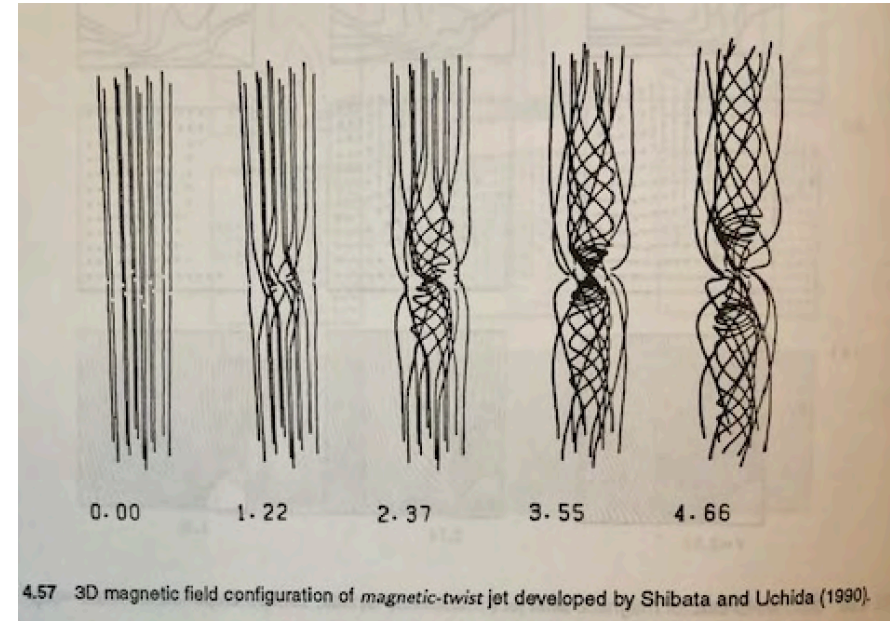 0.00 1.22 2.37 3.55 4.66
4.57 3D magnetic field configuration of magnetic-twist jet developed by Shibata and Uchida (1990).